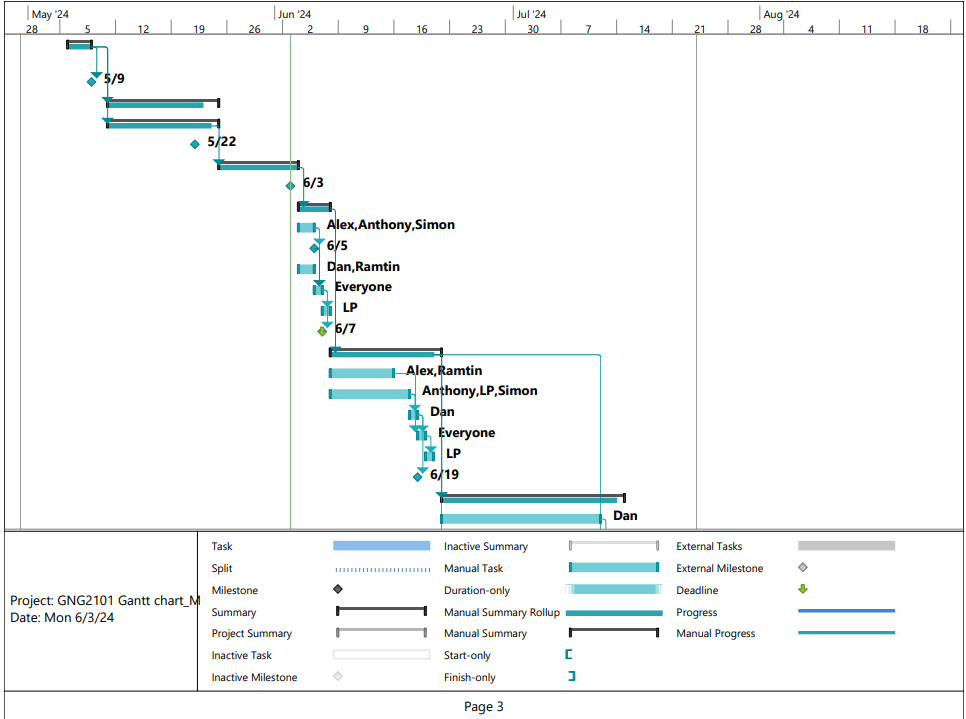 May '24 Jun '24 Jul '24 Aug '24
28 5 12 19 26 2 9 16 23 30 7 14 21 28 4 11 18
5/9
5/22
6/3
Alex,Anthony,Simon
6/5
Dan,Ramtin
Everyone
LP
6/7
Alex,Ramtin
Anthony,LP,Simon
Dan
Everyone
LP
6/19
Dan
Project: GNG2101 Gantt chart_M
Date: Mon 6/3/24
Task
Split
Milestone
Summary
Project Summary
Inactive Task
Inactive Milestone
Inactive Summary
Manual Task
Duration-only
Manual Summary Rollup
Manual Summary
Start-only
Finish-only
External Tasks
External Milestone
Deadline
Progress
Manual Progress
Page 3